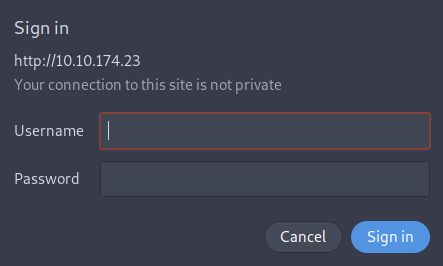 Sign in
http://10.10.174.23
Your connection to this site is not private
Username
Password
Cancel Sign in